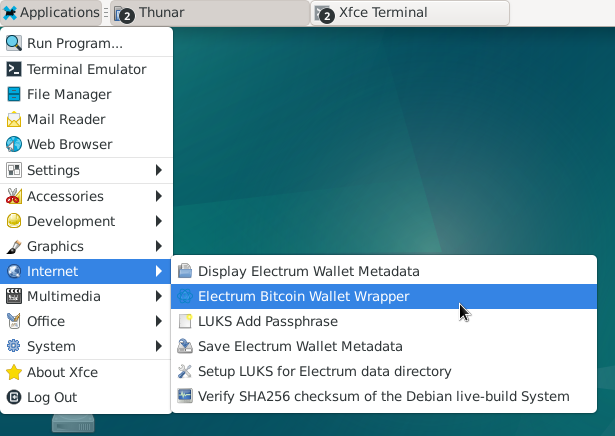 Applications
2 Thunar
2 Xfce Terminal
Run Program...
Terminal Emulator
File Manager
Mail Reader
Web Browser
Settings
Accessories
Development
Graphics
Internet
Multimedia
Office
System
About Xfce
Log Out
Display Electrum Wallet Metadata
Electrum Bitcoin Wallet Wrapper
LUKS Add Passphrase
Save Electrum Wallet Metadata
Setup LUKS for Electrum data directory
Verify SHA256 checksum of the Debian live-build System